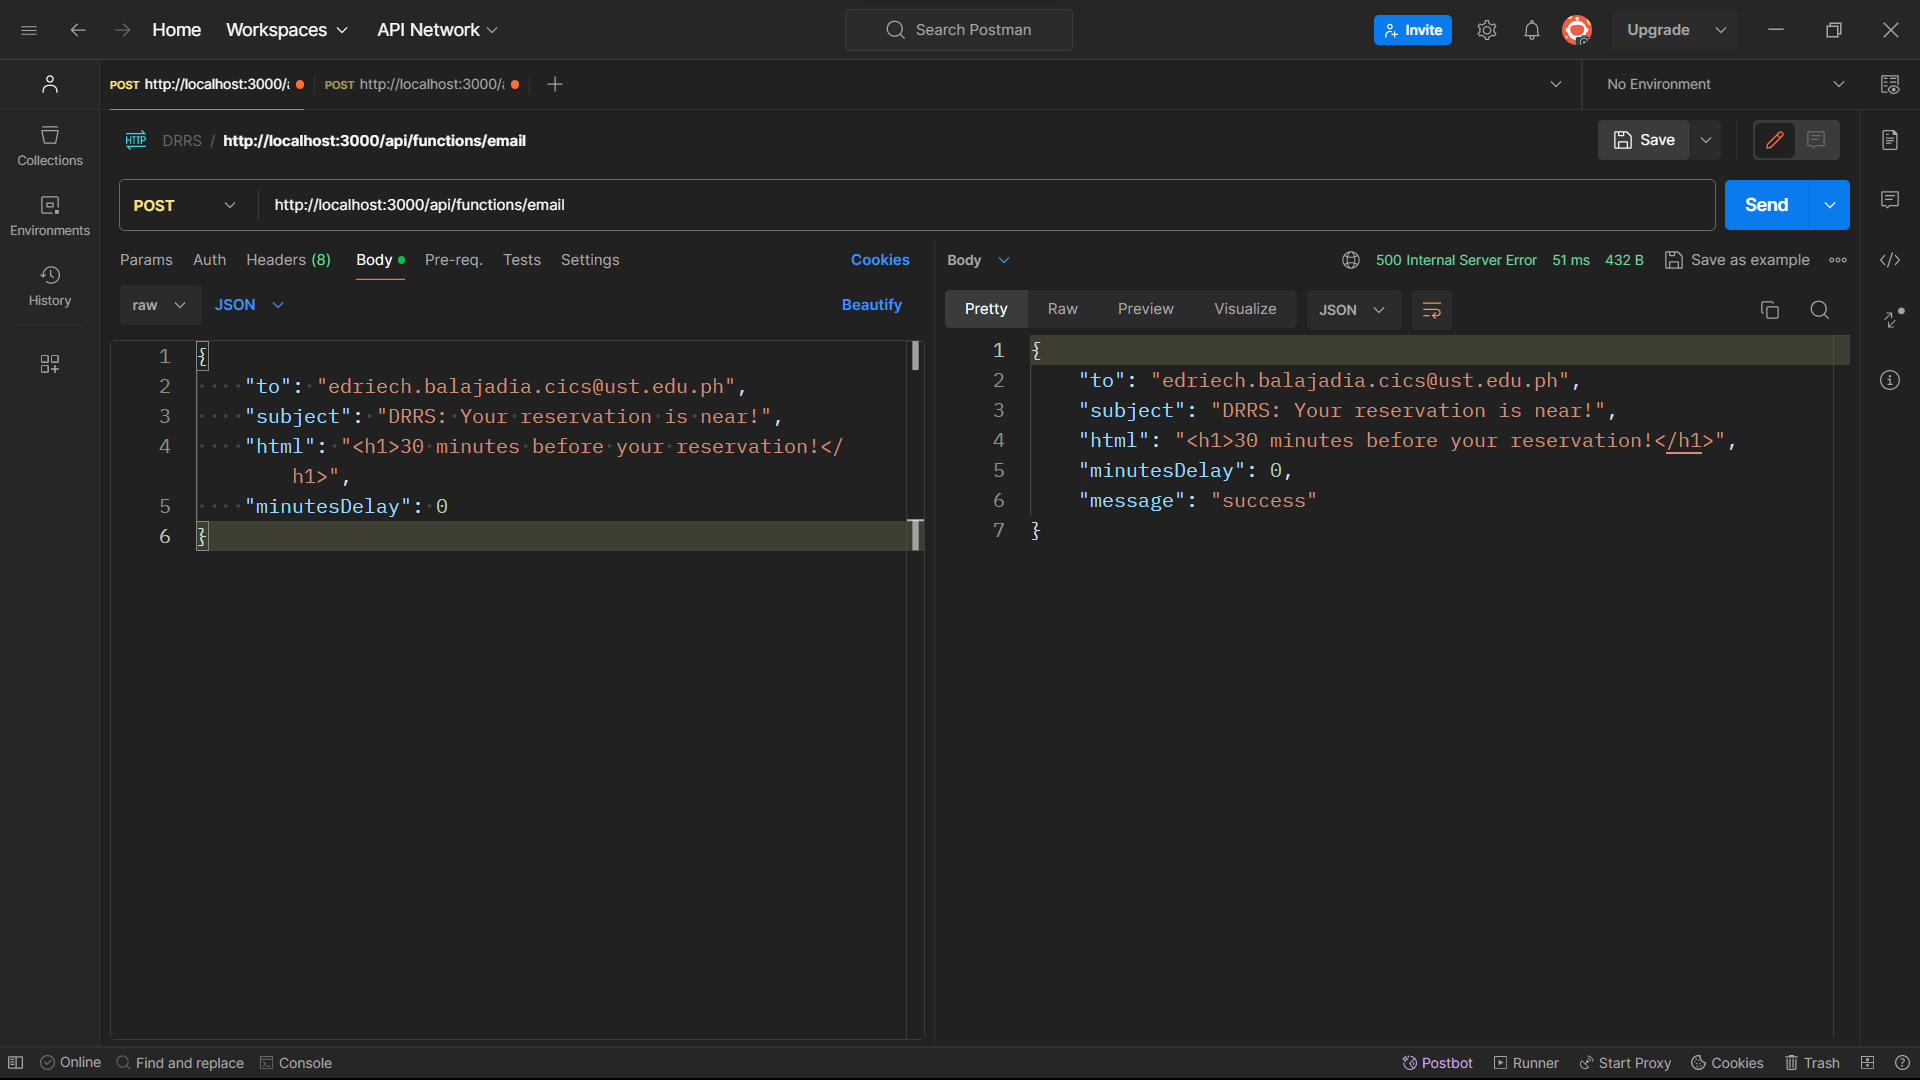 Home
Workspaces
API Network
Search Postman
Invite
Upgrade
POST http://localhost:3000/
POST http://localhost:3000/
No Environment
HTTP DRRS / http://localhost:3000/api/functions/email
Save
Collections
Environments
History
POST
http://localhost:3000/api/functions/email
Send
Params
Auth
Headers (8)
Body
Pre-req.
Tests
Settings
Cookies
raw
JSON
Beautify
1 {
2 "to": "edriech.balajadia.cics@ust.edu.ph",
3 "subject": "DRRS: Your reservation is near!",
4 "html": "<h1>30 minutes before your reservation!</
h1>",
5 "minutesDelay": 0
6 }
Body
500 Internal Server Error
51 ms
432 B
Save as example
Pretty
Raw
Preview
Visualize
JSON
1 {
2 "to": "edriech.balajadia.cics@ust.edu.ph",
3 "subject": "DRRS: Your reservation is near!",
4 "html": "<h1>30 minutes before your reservation!</h1>",
5 "minutesDelay": 0,
6 "message": "success"
7 }
Online
Find and replace
Console
Postbot
Runner
Start Proxy
Cookies
Trash